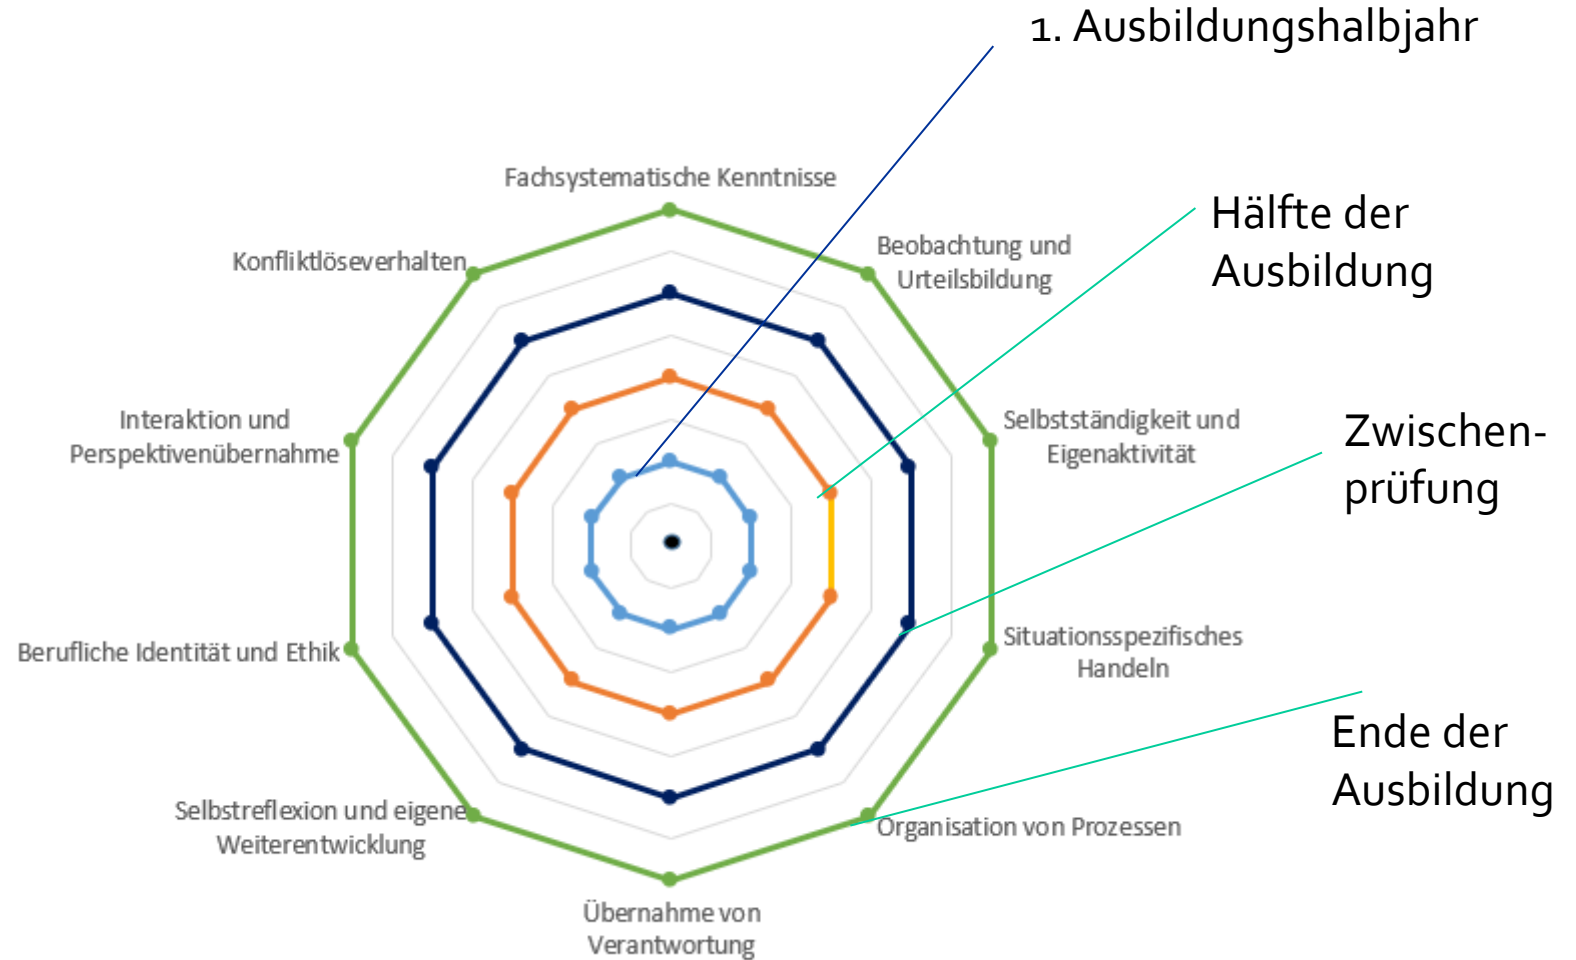 1. Ausbildungshalbjahr
Fachsystematische Kenntnisse
Hälfte der
Ausbildung
Beobachtung und
Urteilsbildung
Konfliktlöseverhalten
Interaktion und
Perspektivenübernahme
Selbstständigkeit und
Eigenaktivität
Zwischen-
prüfung
Berufliche Identität und Ethik
Situationsspezifisches
Handeln
Ende der
Ausbildung
Selbstreflexion und eigene
Weiterentwicklung
Organisation von Prozessen
Übernahme von
Verantwortung